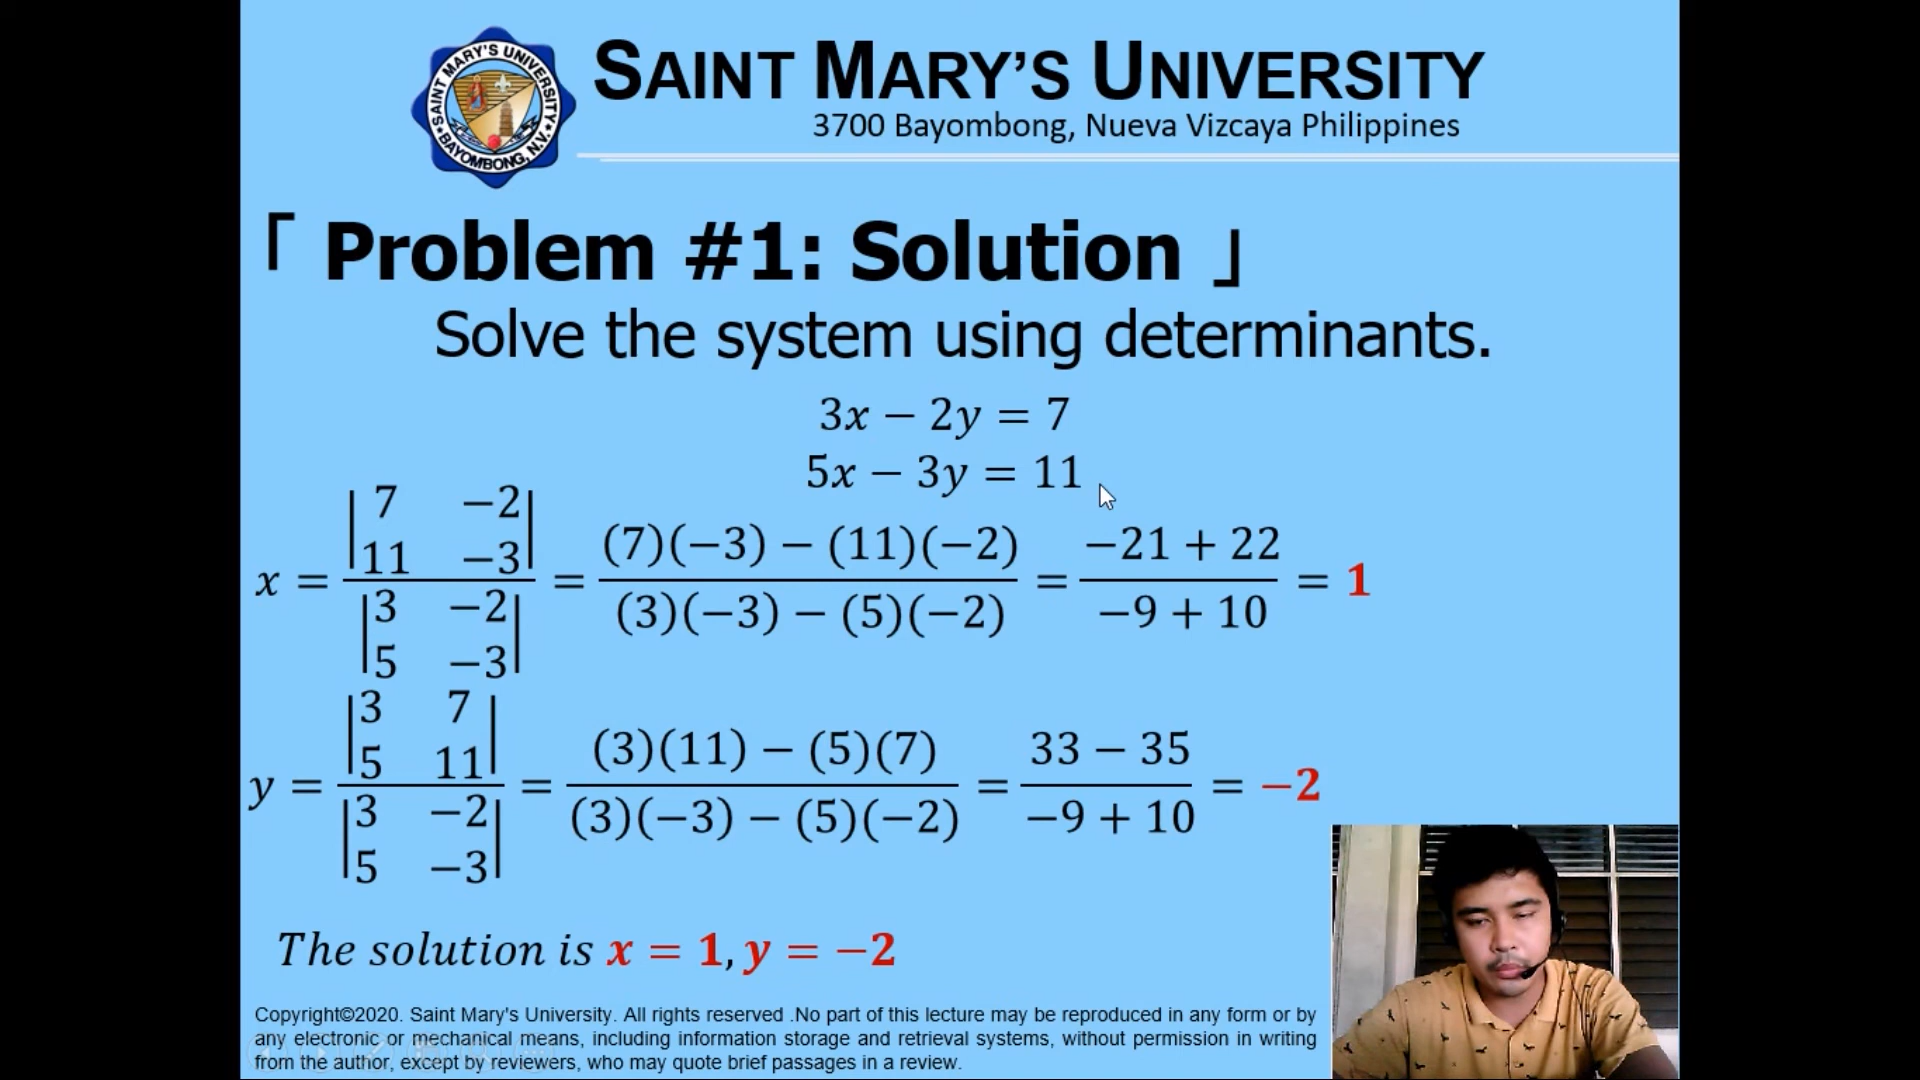 SAINT MARY'S UNIVERSITY
3700 Bayombong, Nueva Vizcaya Philippines
SAINT MARY'S UNIVERSITY
BAYOMBONG, N.V.
「 Problem #1: Solution 」
Solve the system using determinants.
3x − 2y = 7
5x − 3y = 11
x = |7 −2; 11 −3| / |3 −2; 5 −3| = (7)(−3) − (11)(−2) / (3)(−3) − (5)(−2) = −21 + 22 / −9 + 10 = 1
y = |3 7; 5 11| / |3 −2; 5 −3| = (3)(11) − (5)(7) / (3)(−3) − (5)(−2) = 33 − 35 / −9 + 10 = −2
The solution is x = 1, y = −2
Copyright©2020. Saint Mary's University. All rights reserved .No part of this lecture may be reproduced in any form or by
any electronic or mechanical means, including information storage and retrieval systems, without permission in writing
from the author, except by reviewers, who may quote brief passages in a review.